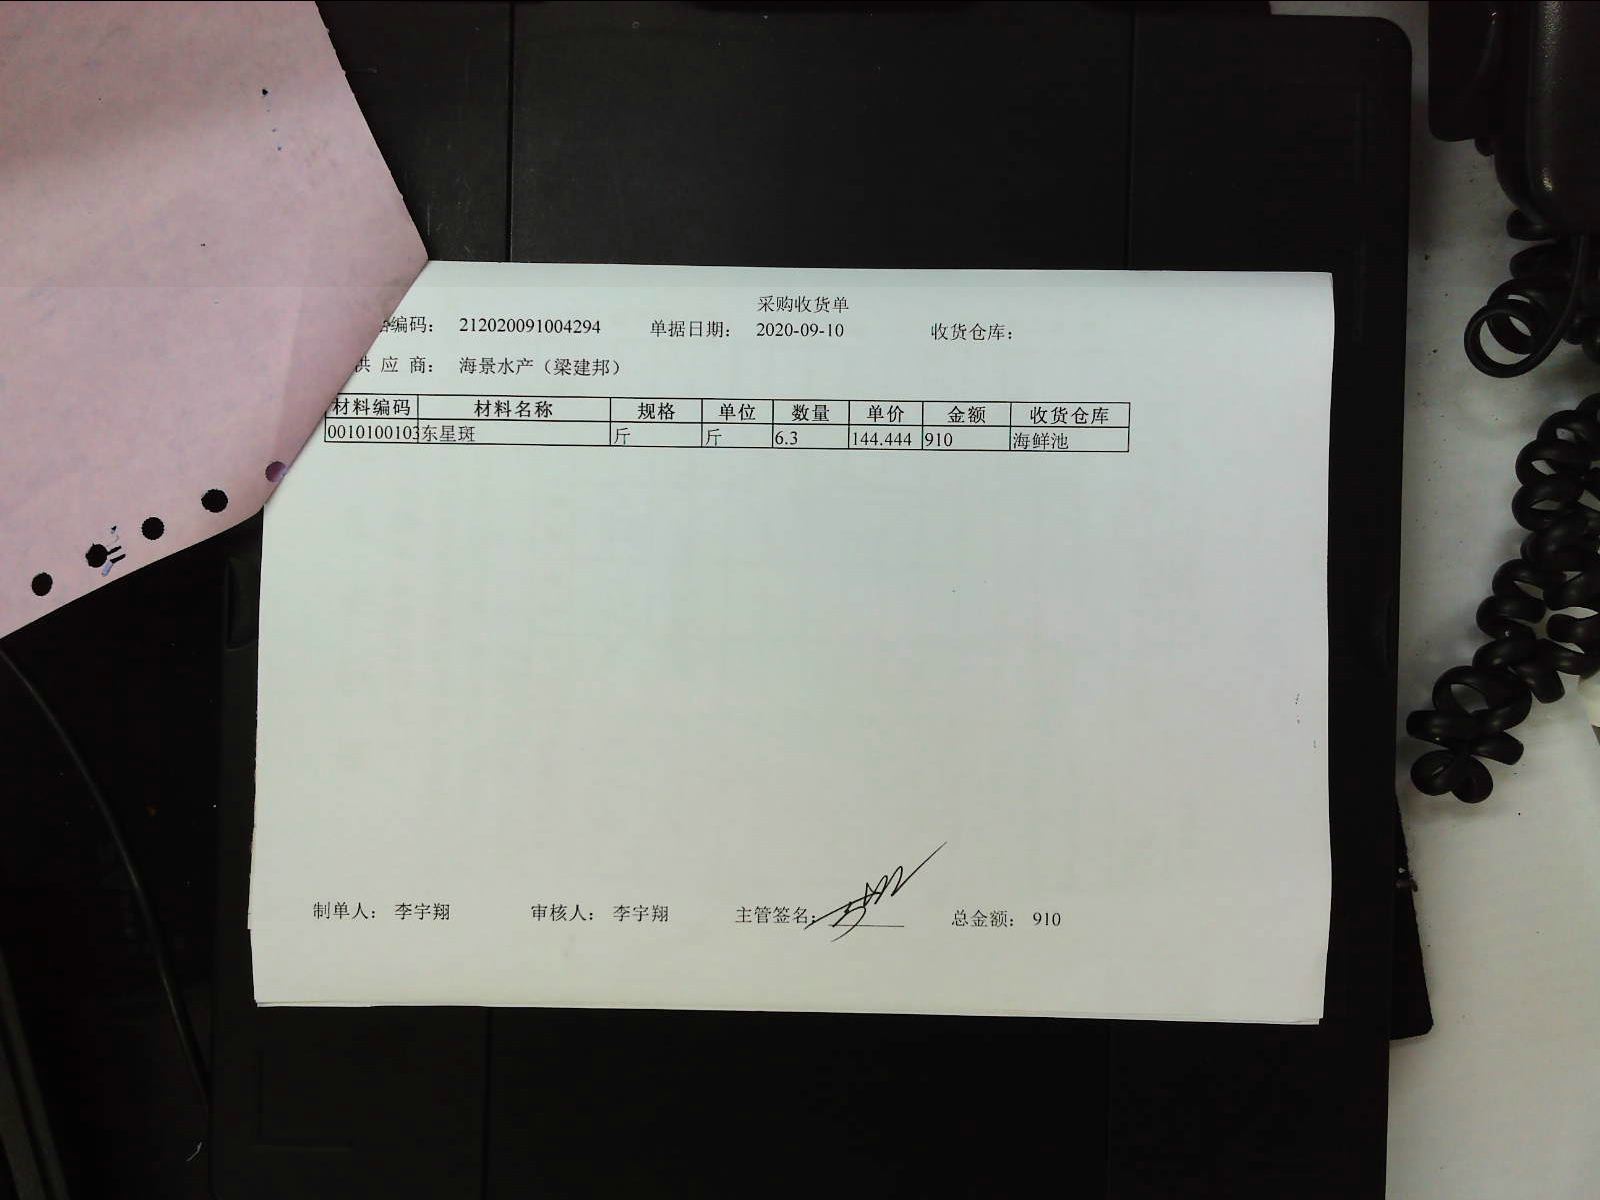 采购收货单
编码： 212020091004294 单据日期： 2020-09-10 收货仓库：
供 应 商： 海景水产（梁建邦）
材料编码 材料名称 规格 单位 数量 单价 金额 收货仓库
0010100103 东星斑 斤 斤 6.3 144.444 910 海鲜池
制单人： 李宇翔 审核人： 李宇翔 主管签名： 总金额： 910